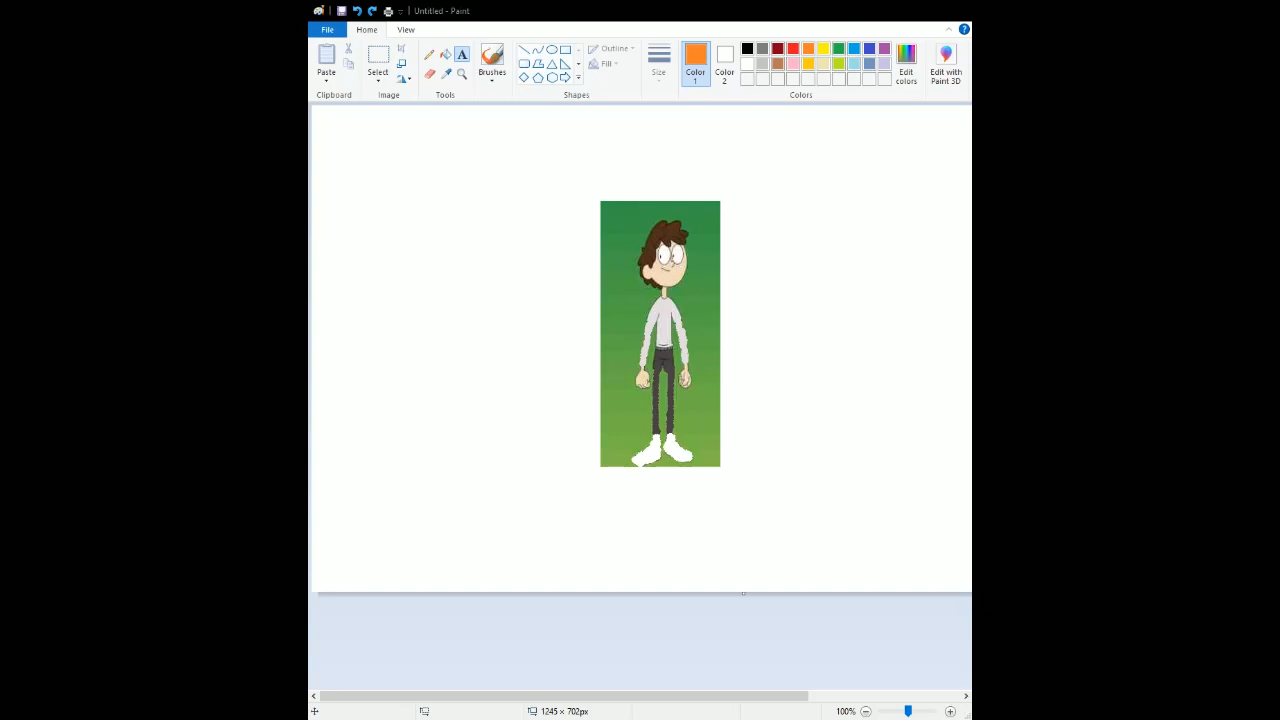 Untitled - Paint
File Home View
Paste
Select
A
Brushes
Outline
Fill
Size
Color 1
Color 2
Edit colors
Edit with Paint 3D
Clipboard Image Tools Shapes Colors
1245 × 702px
100%